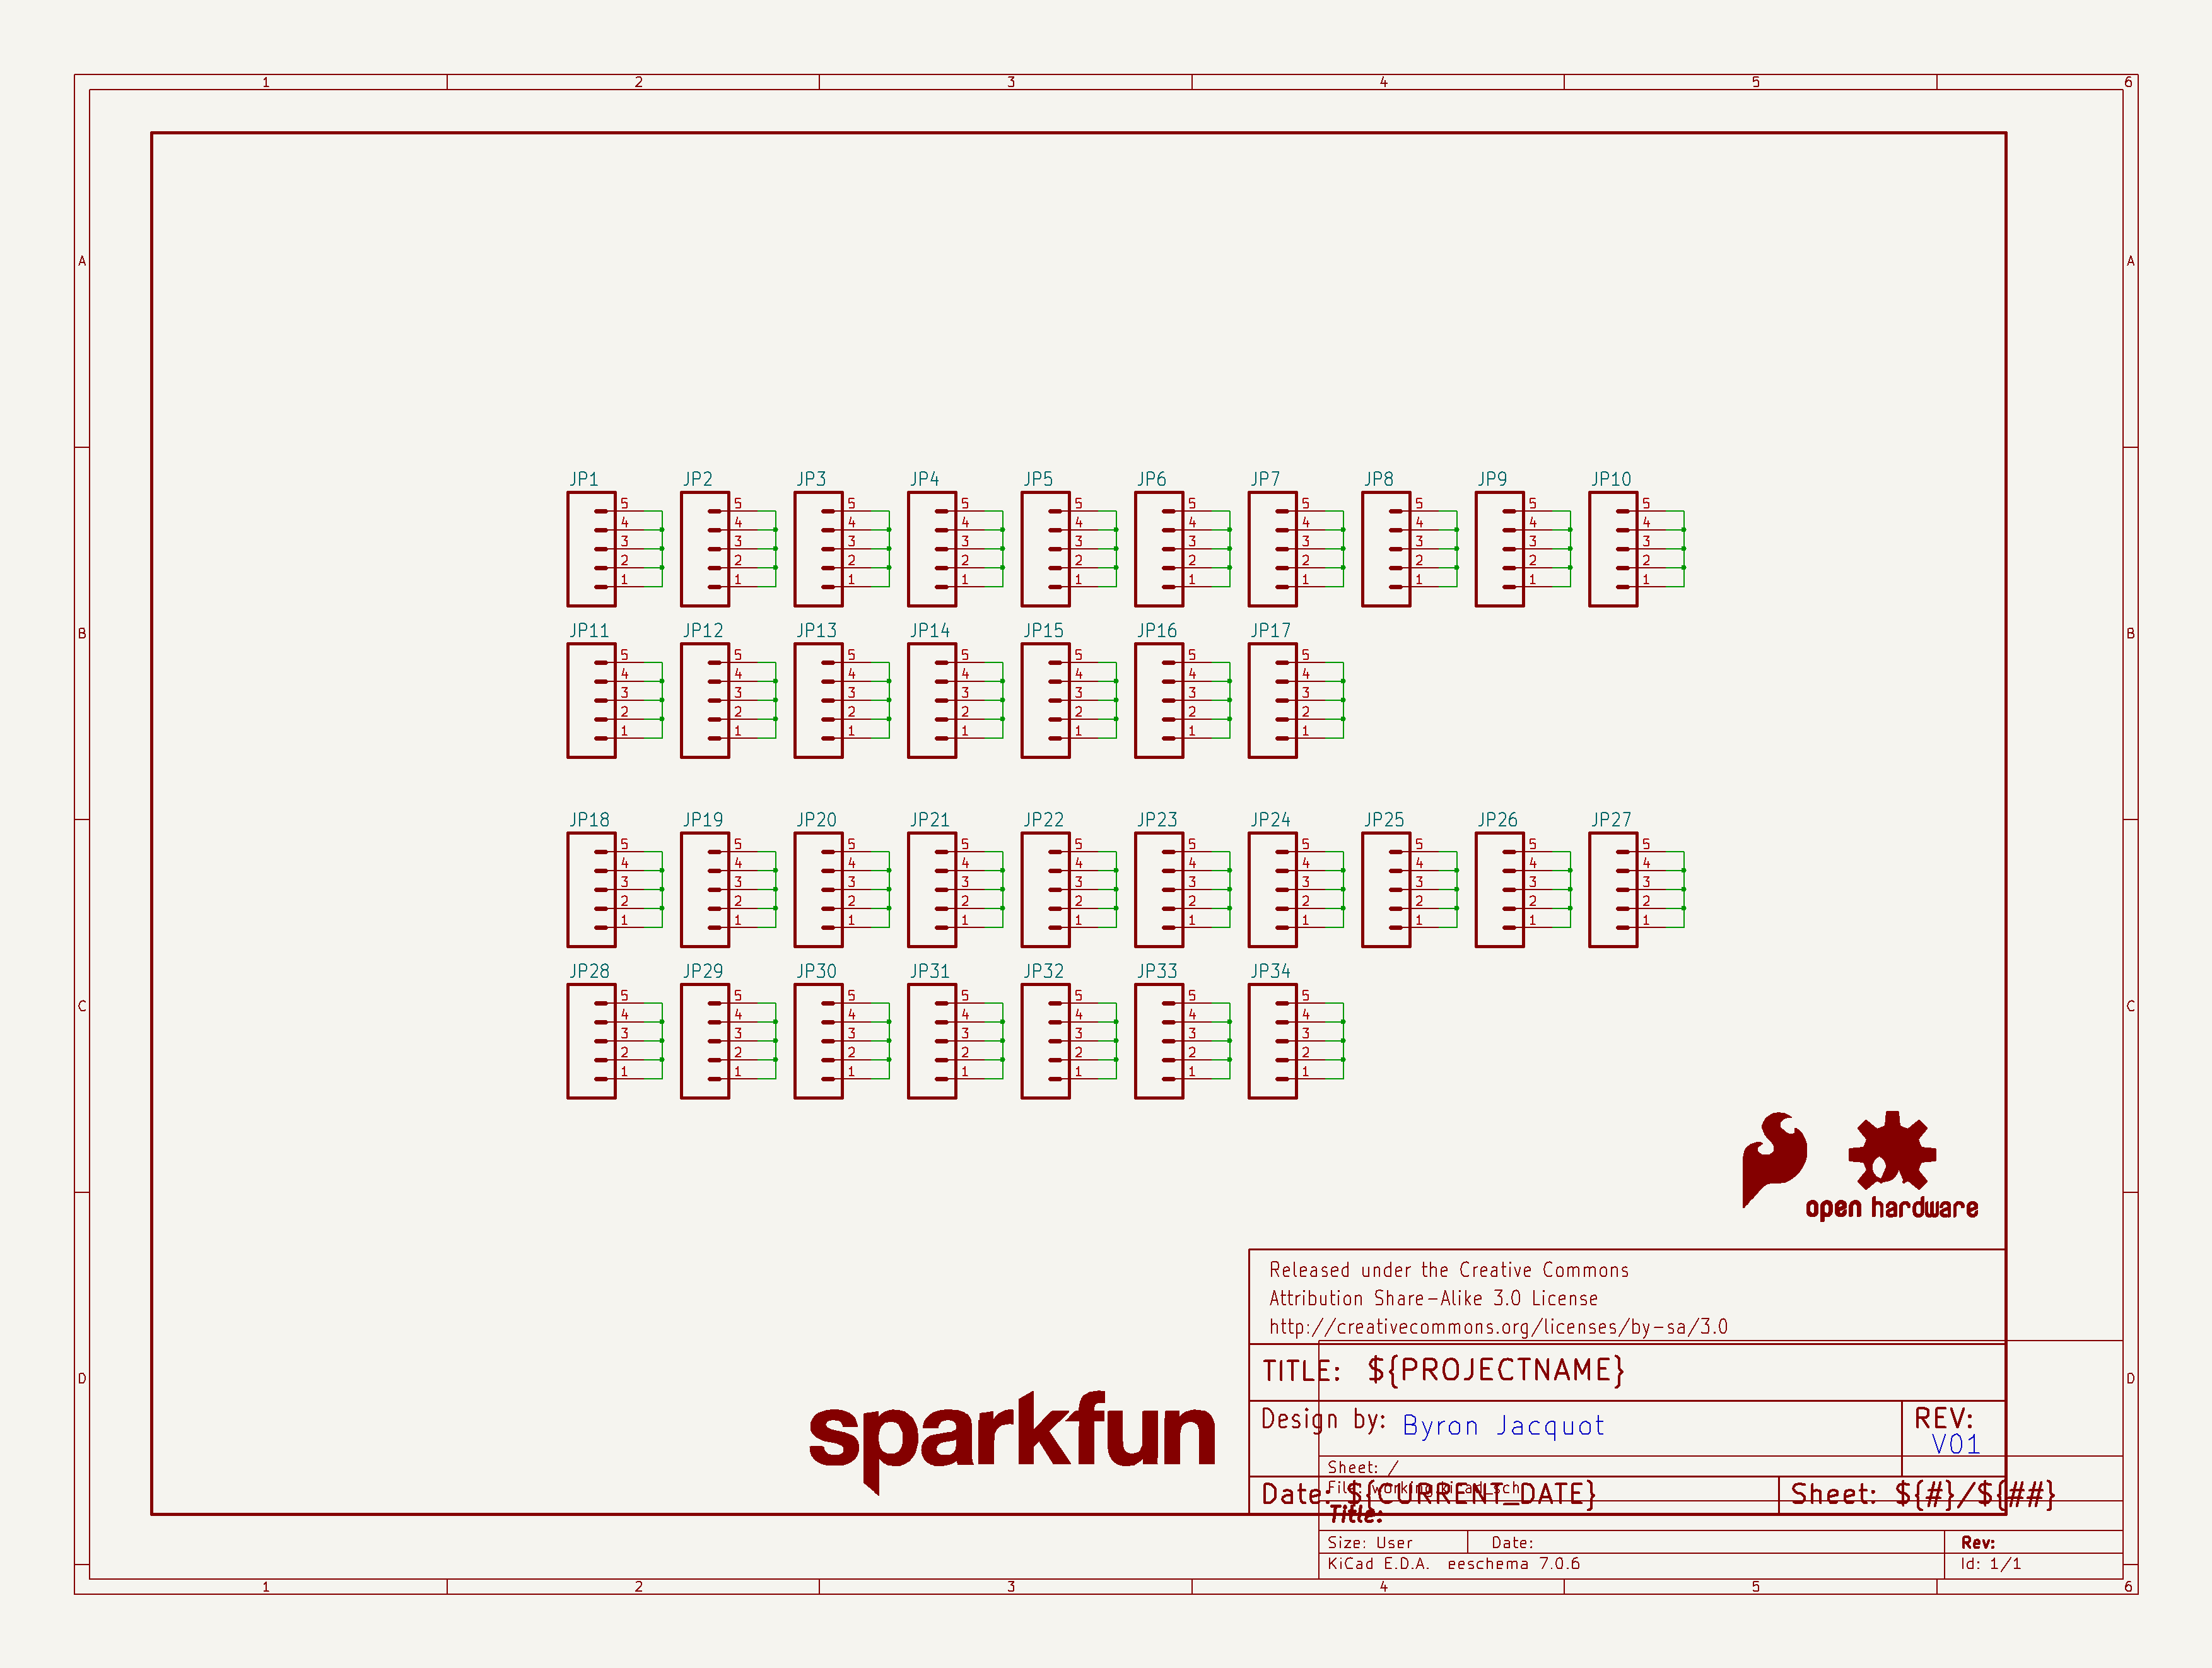 1 2 3 4 5 6
A A
JP1 JP2 JP3 JP4 JP5 JP6 JP7 JP8 JP9 JP10
5 5 5 5 5 5 5 5 5 5
4 4 4 4 4 4 4 4 4 4
3 3 3 3 3 3 3 3 3 3
2 2 2 2 2 2 2 2 2 2
1 1 1 1 1 1 1 1 1 1
B B
JP11 JP12 JP13 JP14 JP15 JP16 JP17
5 5 5 5 5 5 5
4 4 4 4 4 4 4
3 3 3 3 3 3 3
2 2 2 2 2 2 2
1 1 1 1 1 1 1
JP18 JP19 JP20 JP21 JP22 JP23 JP24 JP25 JP26 JP27
5 5 5 5 5 5 5 5 5 5
4 4 4 4 4 4 4 4 4 4
3 3 3 3 3 3 3 3 3 3
2 2 2 2 2 2 2 2 2 2
1 1 1 1 1 1 1 1 1 1
JP28 JP29 JP30 JP31 JP32 JP33 JP34
C C
5 5 5 5 5 5 5
4 4 4 4 4 4 4
3 3 3 3 3 3 3
2 2 2 2 2 2 2
1 1 1 1 1 1 1
open hardware
Released under the Creative Commons
Attribution Share-Alike 3.0 License
http://creativecommons.org/licenses/by-sa/3.0
TITLE: ${PROJECTNAME}
D D
sparkfun
Design by: Byron Jacquot
REV:
V01
Sheet: /
File: working.kicad_sch
Date: ${CURRENT_DATE}
Sheet: ${#}/${##}
Title:
Size: User Date: Rev:
KiCad E.D.A. eeschema 7.0.6 Id: 1/1
1 2 3 4 5 6